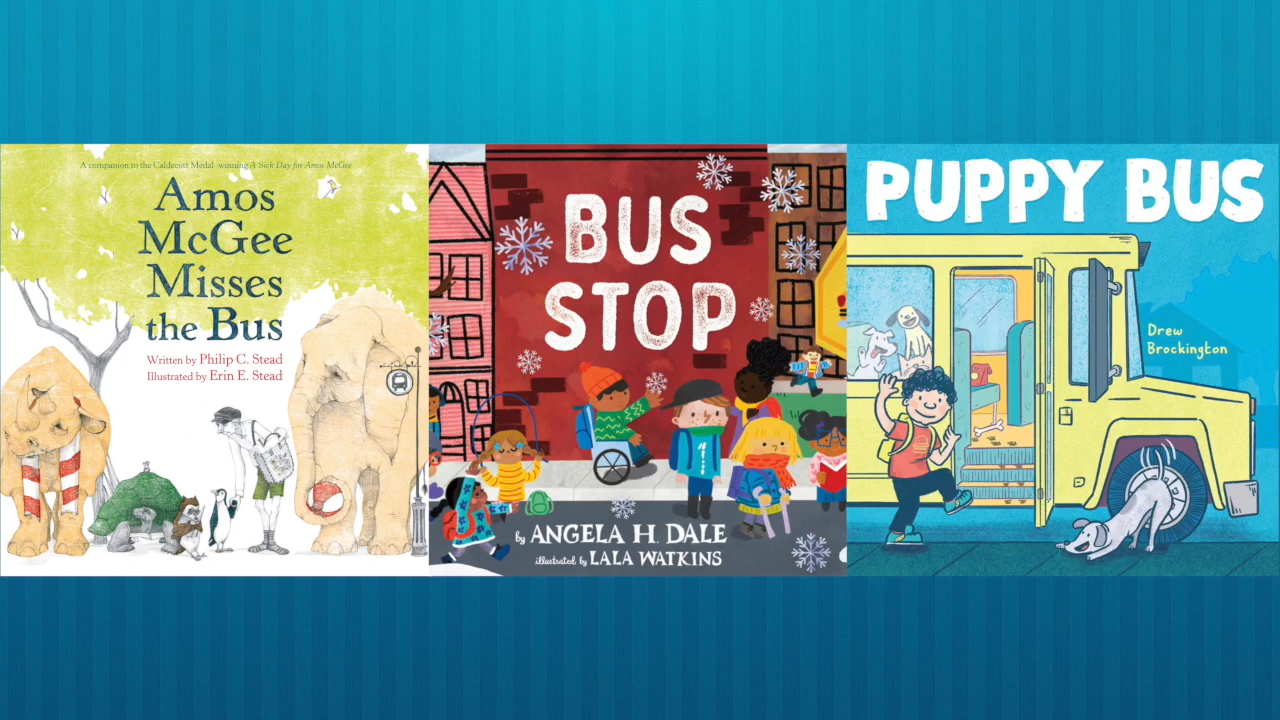 A companion to the Caldecott Medal-winning A Sick Day for Amos McGee
Amos
McGee
Misses
the Bus
Written by Philip C. Stead
Illustrated by Erin E. Stead
BUS
STOP
by ANGELA H. DALE
illustrated by LALA WATKINS
PUPPY BUS
Drew
Brockington